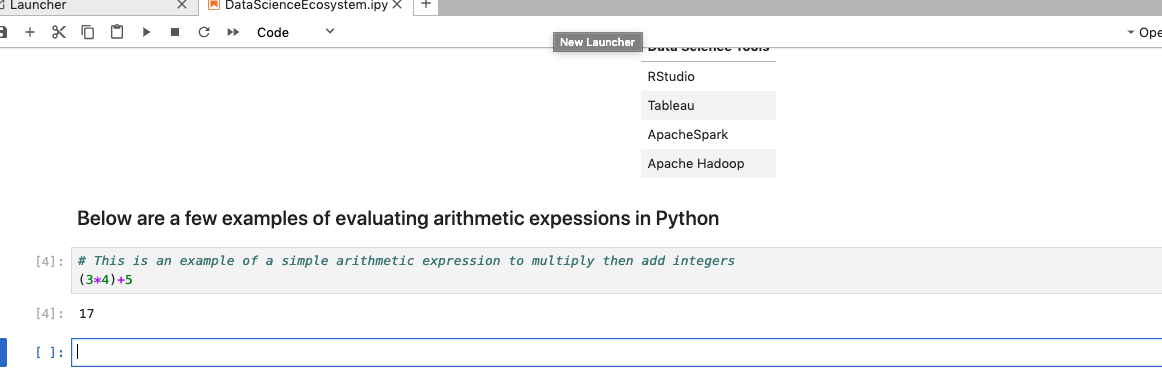 Launcher
DataScienceEcosystem.ipy
Code
New Launcher
Ope
Data Science Tools
RStudio
Tableau
ApacheSpark
Apache Hadoop
Below are a few examples of evaluating arithmetic expessions in Python
[4]: # This is an example of a simple arithmetic expression to multiply then add integers
(3*4)+5
[4]: 17
[ ]: